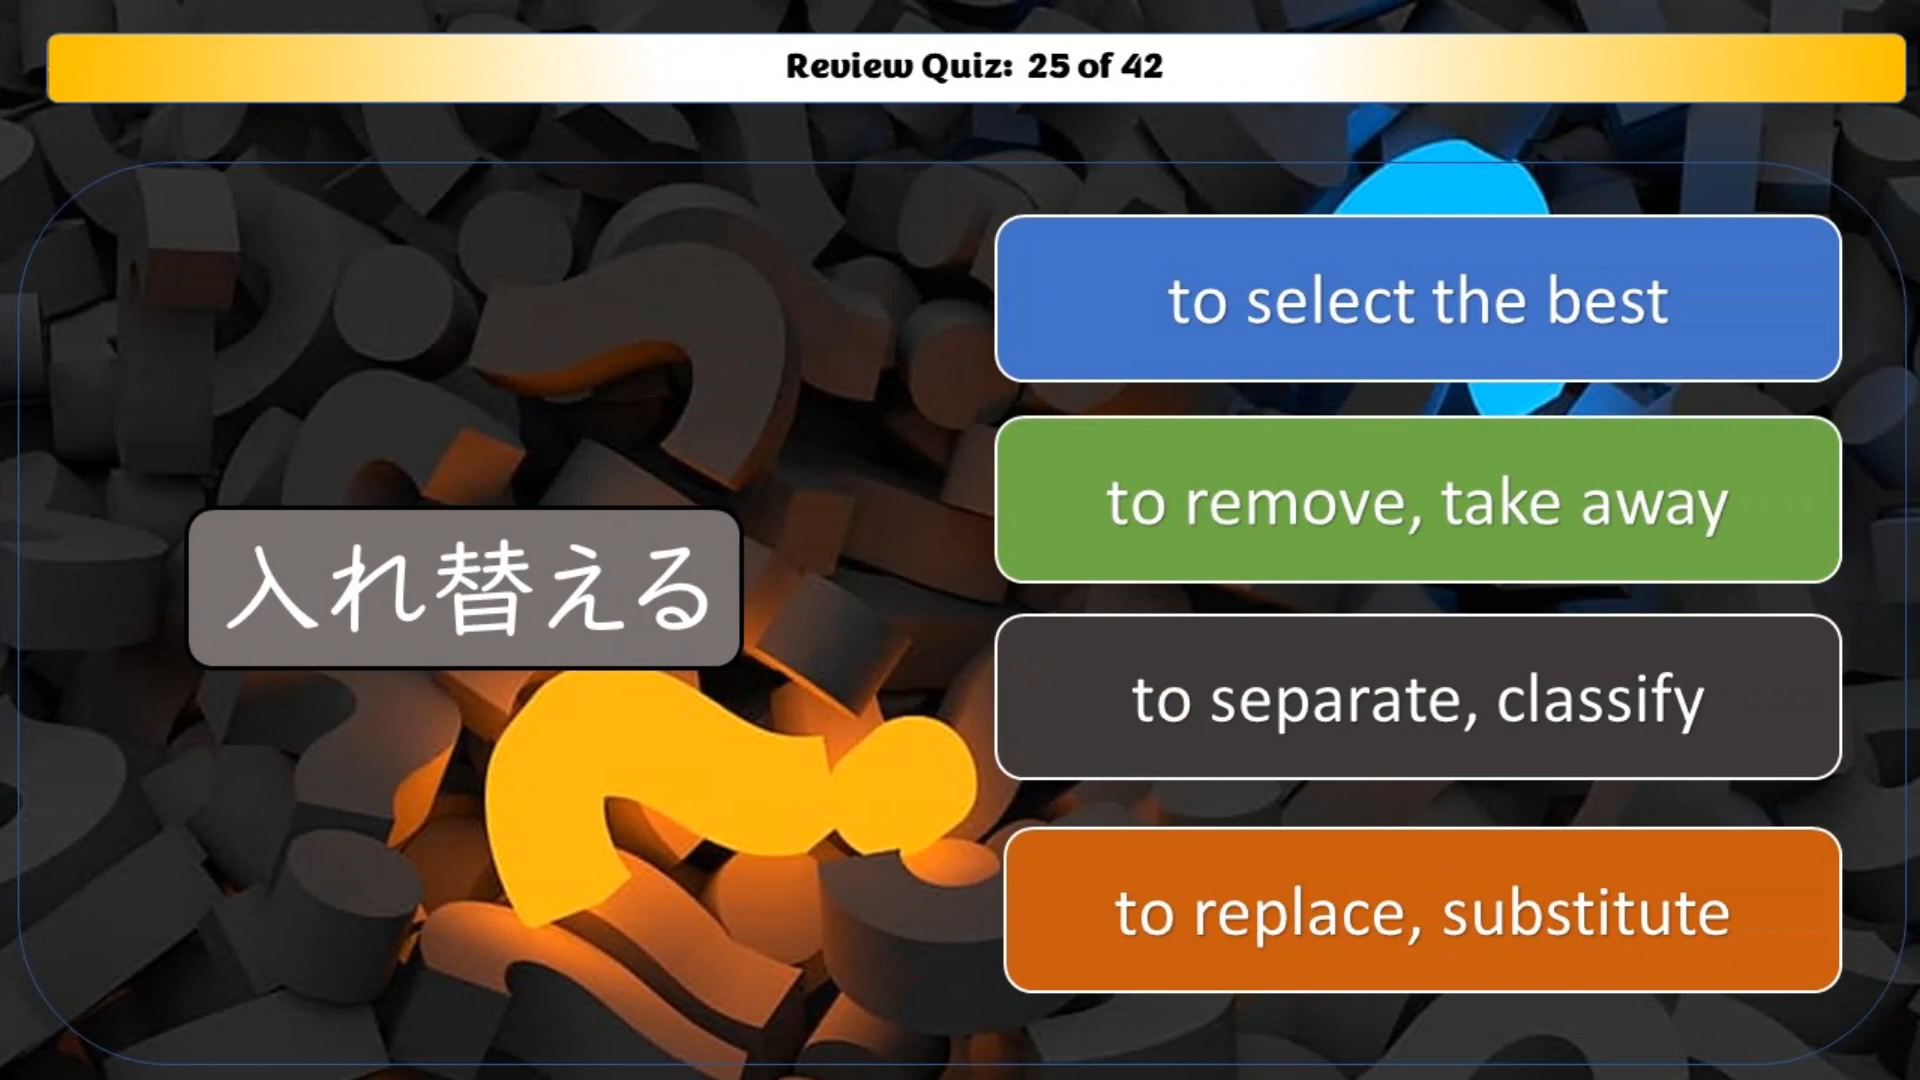 Review Quiz: 25 of 42
入れ替える
to select the best
to remove, take away
to separate, classify
to replace, substitute